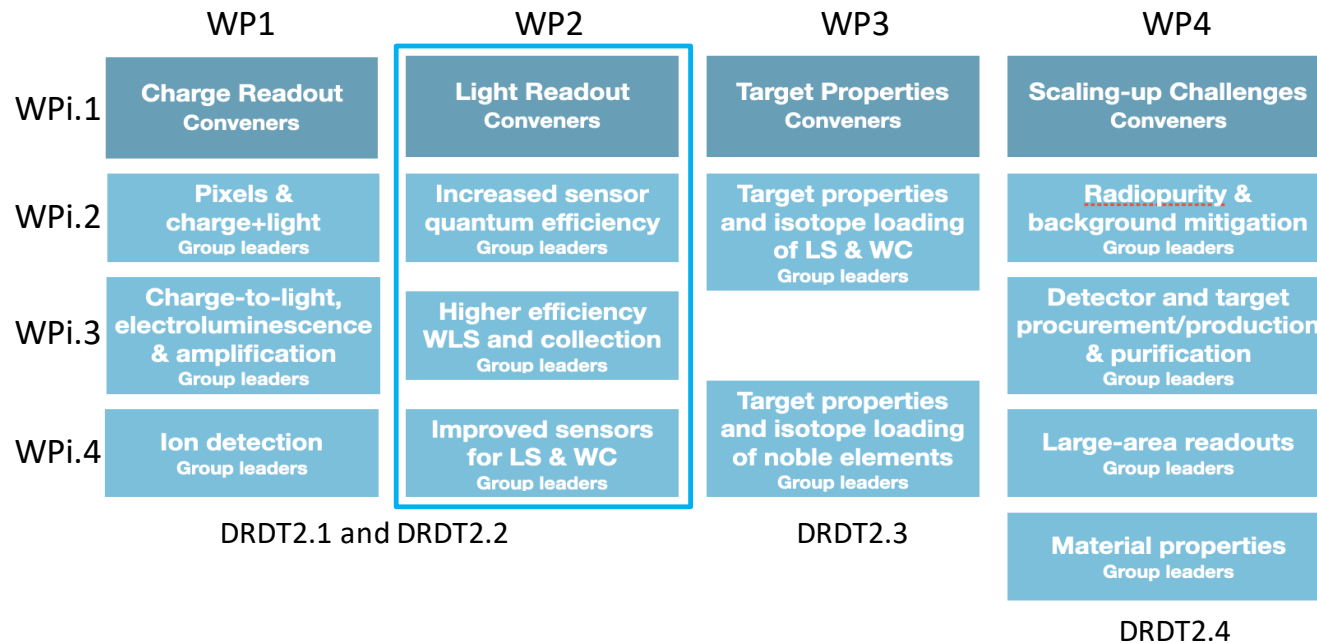 WP1
WP2
WP3
WP4
WPi.1
Charge Readout
Conveners
Light Readout
Conveners
Target Properties
Conveners
Scaling-up Challenges
Conveners
WPi.2
Pixels &
charge+light
Group leaders
Increased sensor
quantum efficiency
Group leaders
Target properties
and isotope loading
of LS & WC
Group leaders
Radiopurity &
background mitigation
Group leaders
WPi.3
Charge-to-light,
electroluminescence
& amplification
Group leaders
Higher efficiency
WLS and collection
Group leaders
Detector and target
procurement/production
& purification
Group leaders
WPi.4
Ion detection
Group leaders
Improved sensors
for LS & WC
Group leaders
Target properties
and isotope loading
of noble elements
Group leaders
Large-area readouts
Group leaders
DRDT2.1 and DRDT2.2
DRDT2.3
Material properties
Group leaders
DRDT2.4